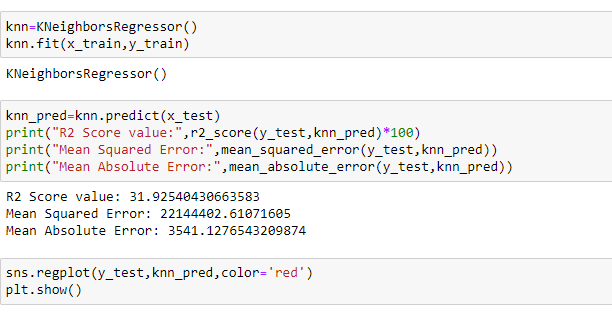 knn=KNeighborsRegressor()
knn.fit(x_train,y_train)
KNeighborsRegressor()
knn_pred=knn.predict(x_test)
print("R2 Score value:",r2_score(y_test,knn_pred)*100)
print("Mean Squared Error:",mean_squared_error(y_test,knn_pred))
print("Mean Absolute Error:",mean_absolute_error(y_test,knn_pred))
R2 Score value: 31.92540430663583
Mean Squared Error: 22144402.61071605
Mean Absolute Error: 3541.1276543209874
sns.regplot(y_test,knn_pred,color='red')
plt.show()